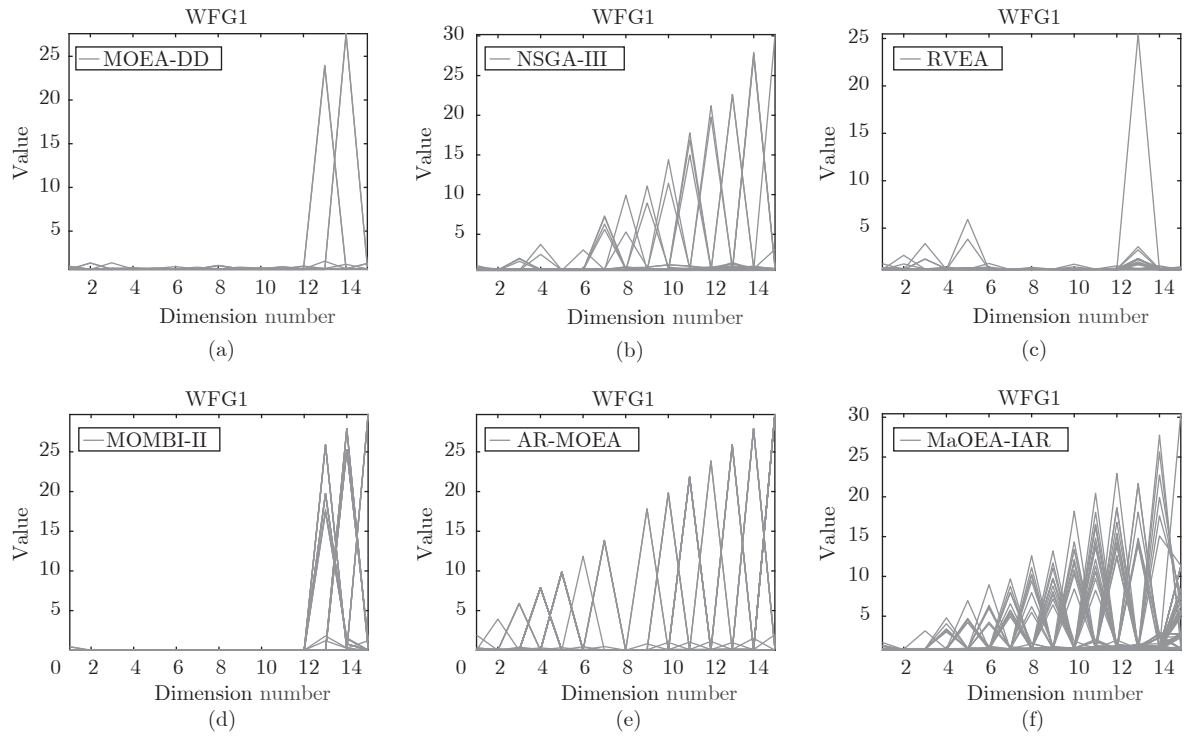 WFG1
MOEA-DD
25
20
15
10
5
Value
2 4 6 8 10 12 14
Dimension number
(a)
WFG1
NSGA-III
30
25
20
15
10
5
Value
2 4 6 8 10 12 14
Dimension number
(b)
WFG1
RVEA
25
20
15
10
5
Value
2 4 6 8 10 12 14
Dimension number
(c)
WFG1
MOMBI-II
25
20
15
10
5
Value
0 2 4 6 8 10 12 14
Dimension number
(d)
WFG1
AR-MOEA
25
20
15
10
5
Value
0 2 4 6 8 10 12 14
Dimension number
(e)
WFG1
MaOEA-IAR
30
25
20
15
10
5
Value
2 4 6 8 10 12 14
Dimension number
(f)